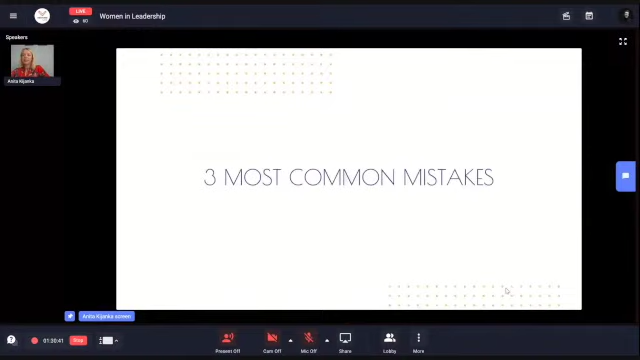 LIVE
60
Women in Leadership
Speakers
Anita Kijanka
3 MOST COMMON MISTAKES
Anita Kijanka screen
01:30:41
Stop
Present Off
Cam Off
Mic Off
Share
Lobby
More